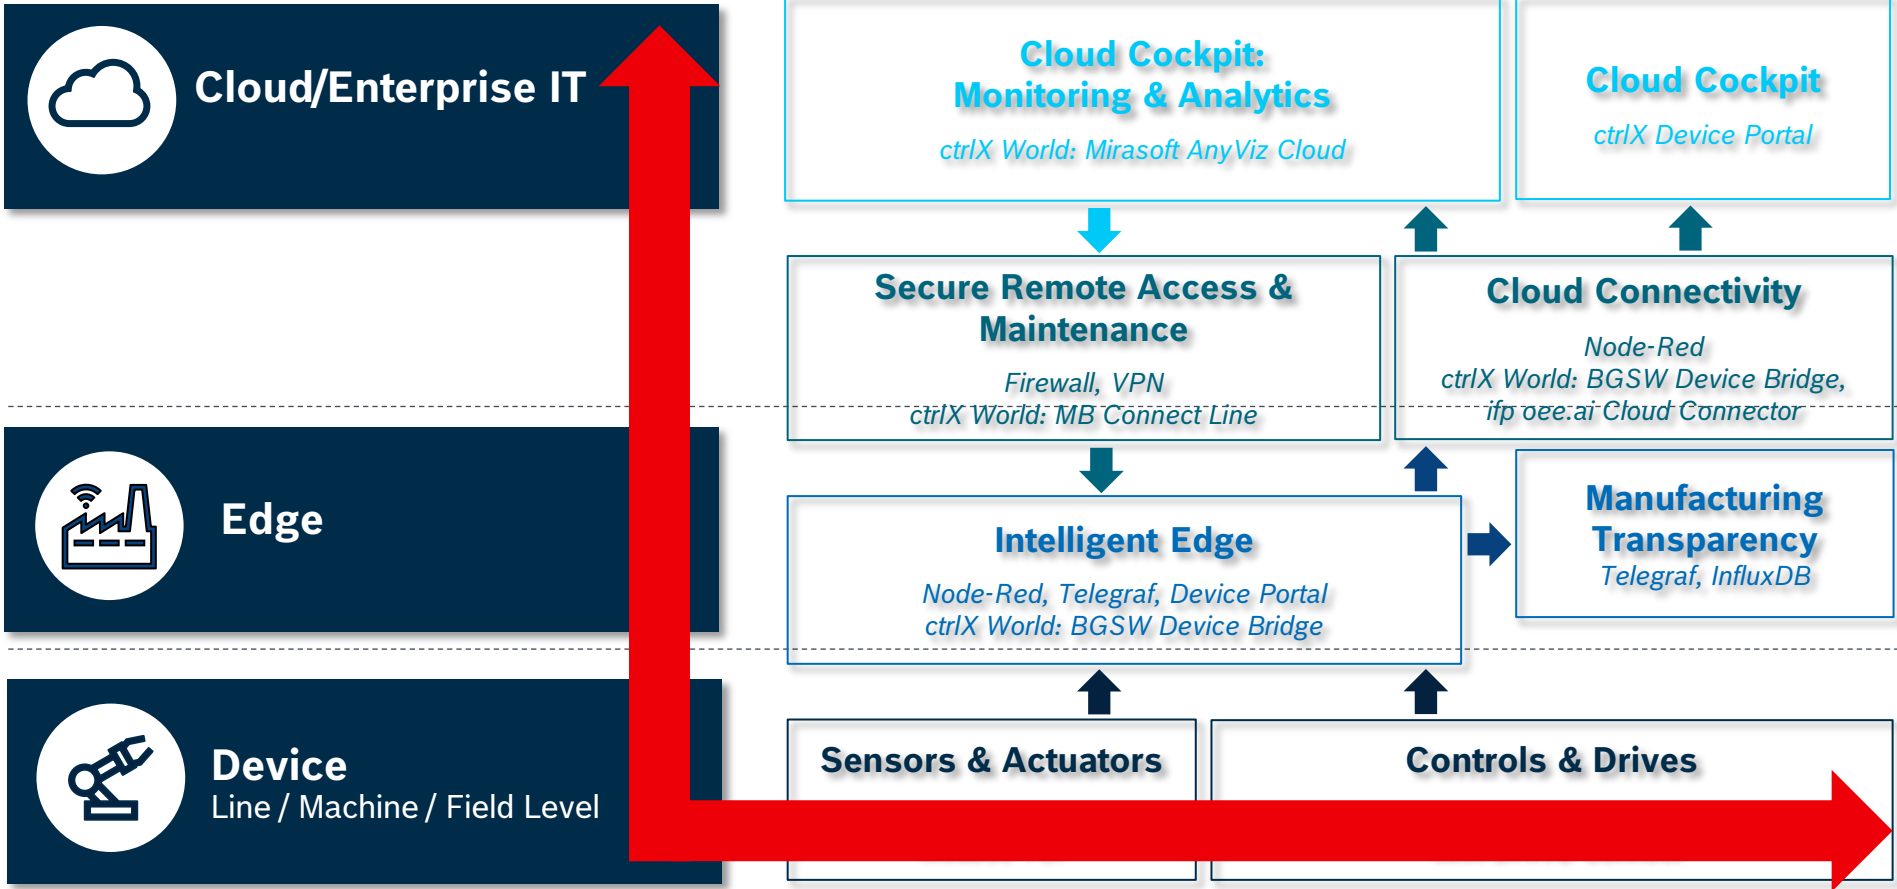 Cloud/Enterprise IT
Cloud Cockpit:
Monitoring & Analytics
ctrlX World: Mirasoft AnyViz Cloud
Cloud Cockpit
ctrlX Device Portal
Secure Remote Access &
Maintenance
Firewall, VPN
ctrlX World: MB Connect Line
Cloud Connectivity
Node-Red
ctrlX World: BGSW Device Bridge,
ifp oee.ai Cloud Connector
Edge
Intelligent Edge
Node-Red, Telegraf, Device Portal
ctrlX World: BGSW Device Bridge
Manufacturing
Transparency
Telegraf, InfluxDB
Device
Line / Machine / Field Level
Sensors & Actuators
Controls & Drives